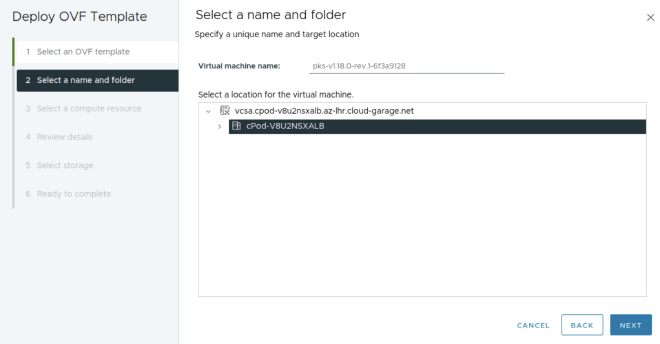 Deploy OVF Template
1 Select an OVF template
2 Select a name and folder
3 Select a compute resource
4 Review details
5 Select storage
6 Ready to complete
Select a name and folder
Specify a unique name and target location
Virtual machine name: pks-v1.18.0-rev.1-6f3a9128
Select a location for the virtual machine.
vcsa.cpod-v8u2nsxalb.az-lhr.cloud-garage.net
cPod-V8U2NSXALB
CANCEL BACK NEXT